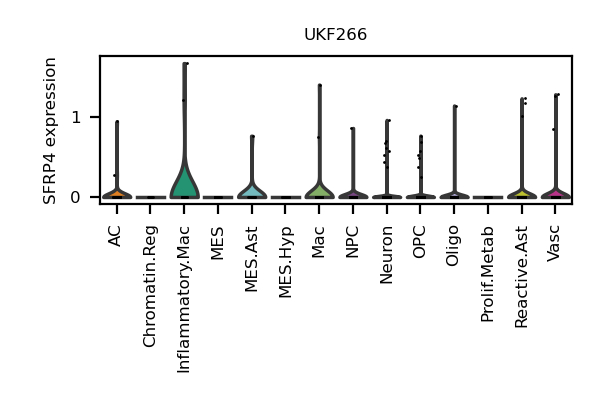 UKF266
SFRP4 expression
1
0
AC
Chromatin.Reg
Inflammatory.Mac
MES
MES.Ast
MES.Hyp
Mac
NPC
Neuron
OPC
Oligo
Prolif.Metab
Reactive.Ast
Vasc